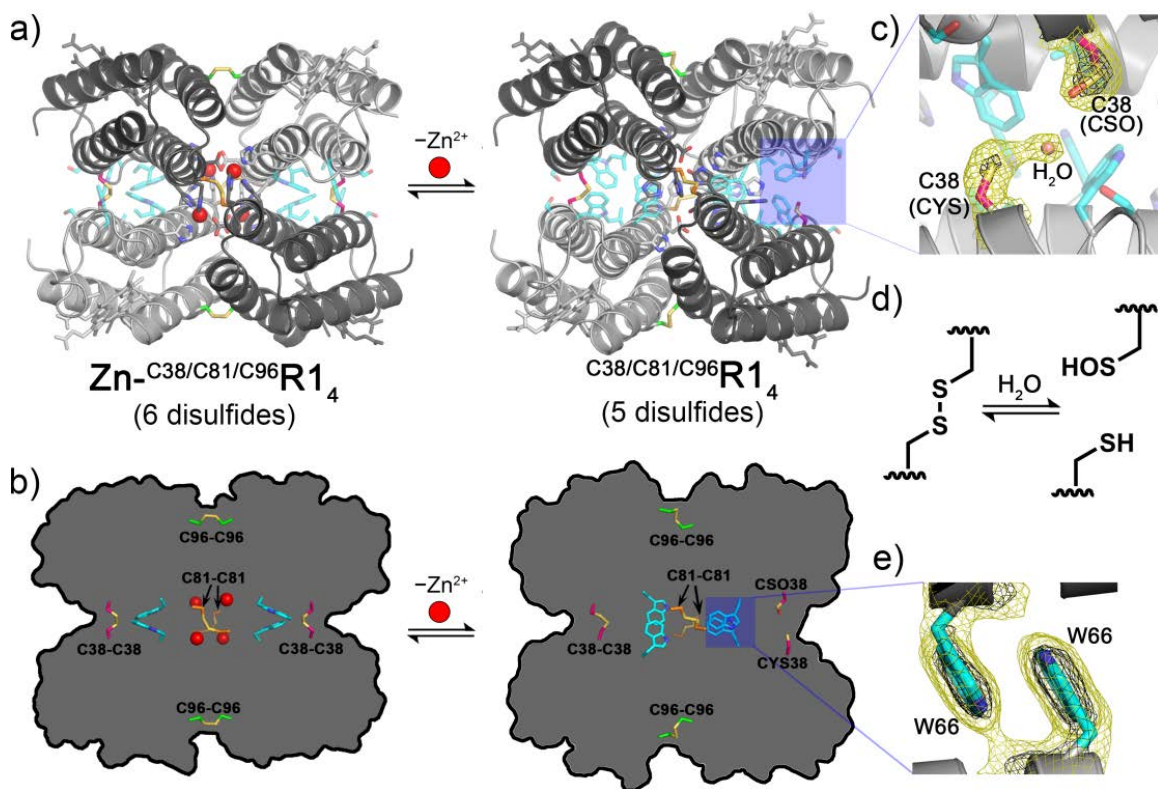 a)
−Zn²⁺
Zn-C38/C81/C96R1₄
(6 disulfides)
C38/C81/C96R1₄
(5 disulfides)
c)
C38
(CSO)
H₂O
C38
(CYS)
d)
S
S
H₂O
HOS
SH
b)
C96-C96
C81-C81
C38-C38
C38-C38
C96-C96
−Zn²⁺
C96-C96
C81-C81
CSO38
C38-C38
CYS38
C96-C96
e)
W66
W66